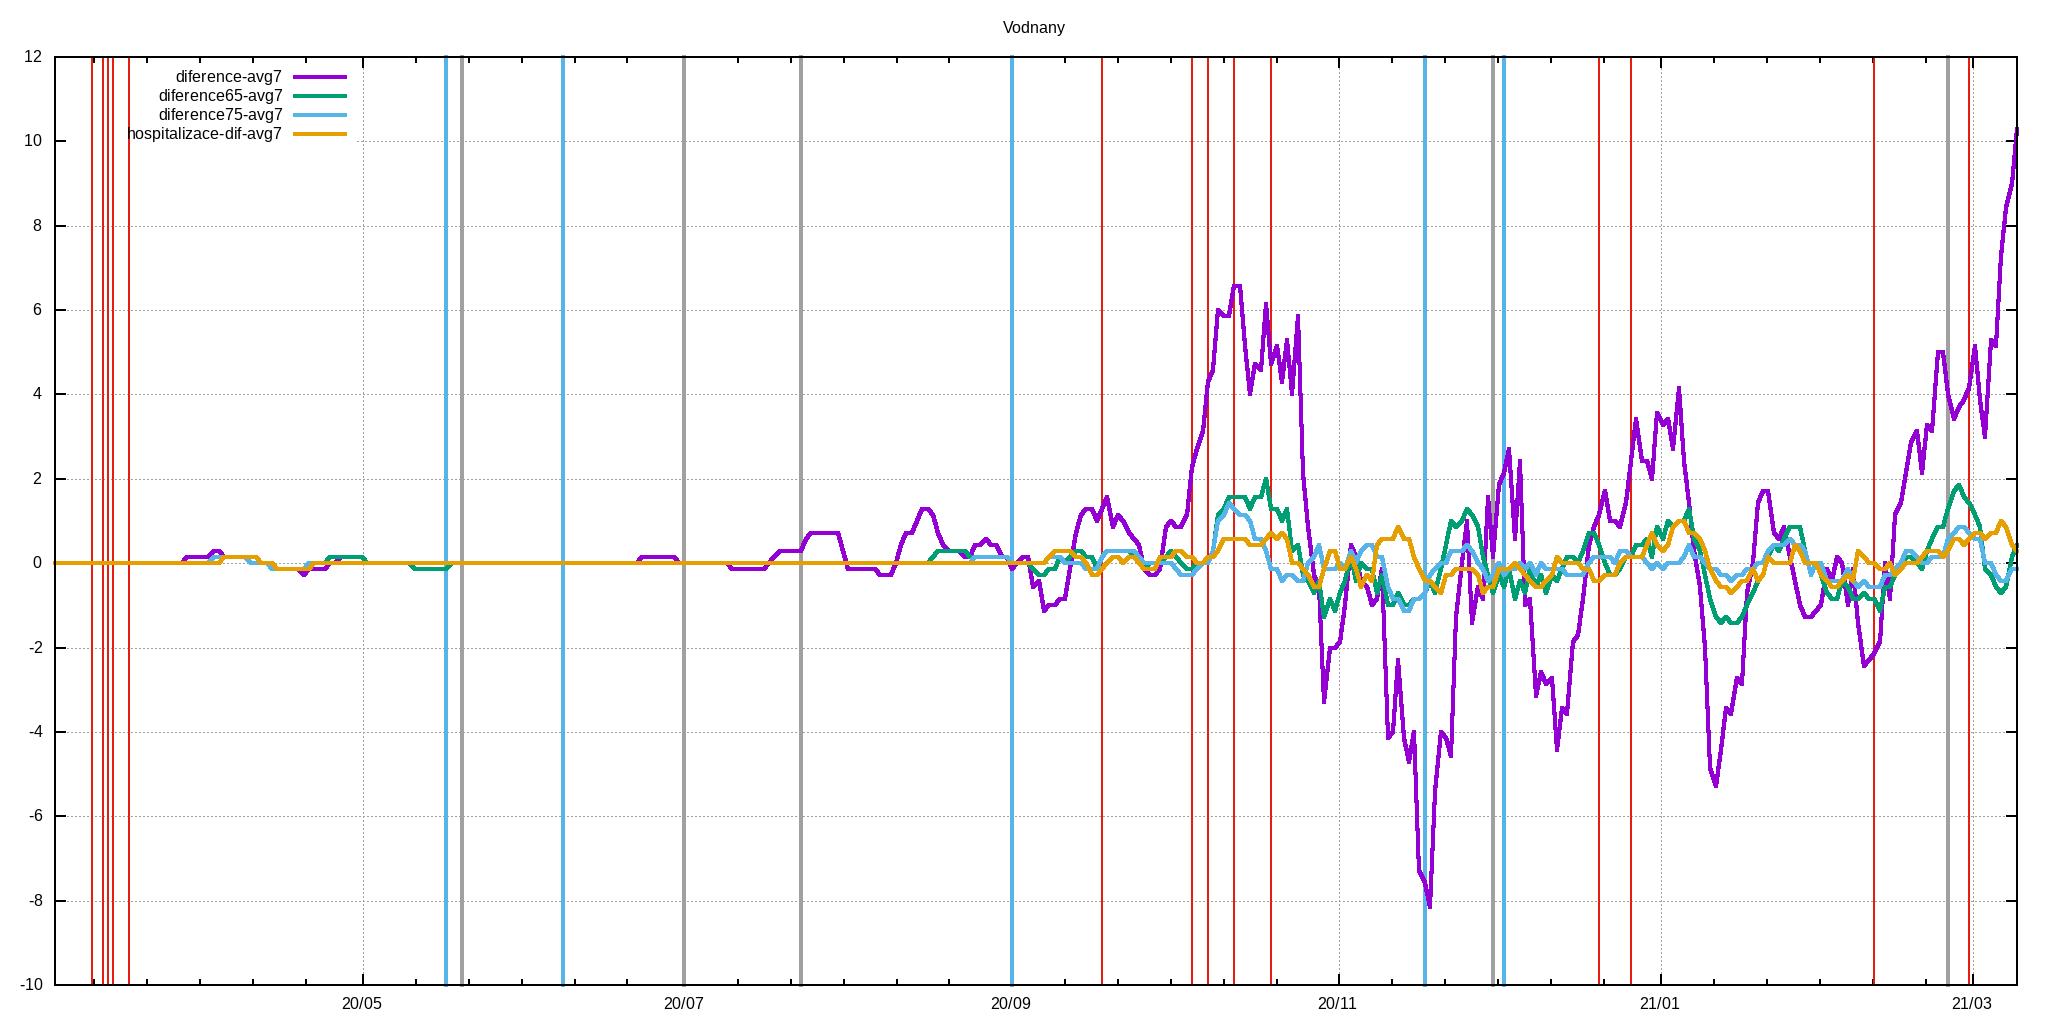 Vodnany
12
diference-avg7
diference65-avg7
diference75-avg7
hospitalizace-dif-avg7
10
8
6
4
2
0
-2
-4
-6
-8
-10
20/05 20/07 20/09 20/11 21/01 21/03